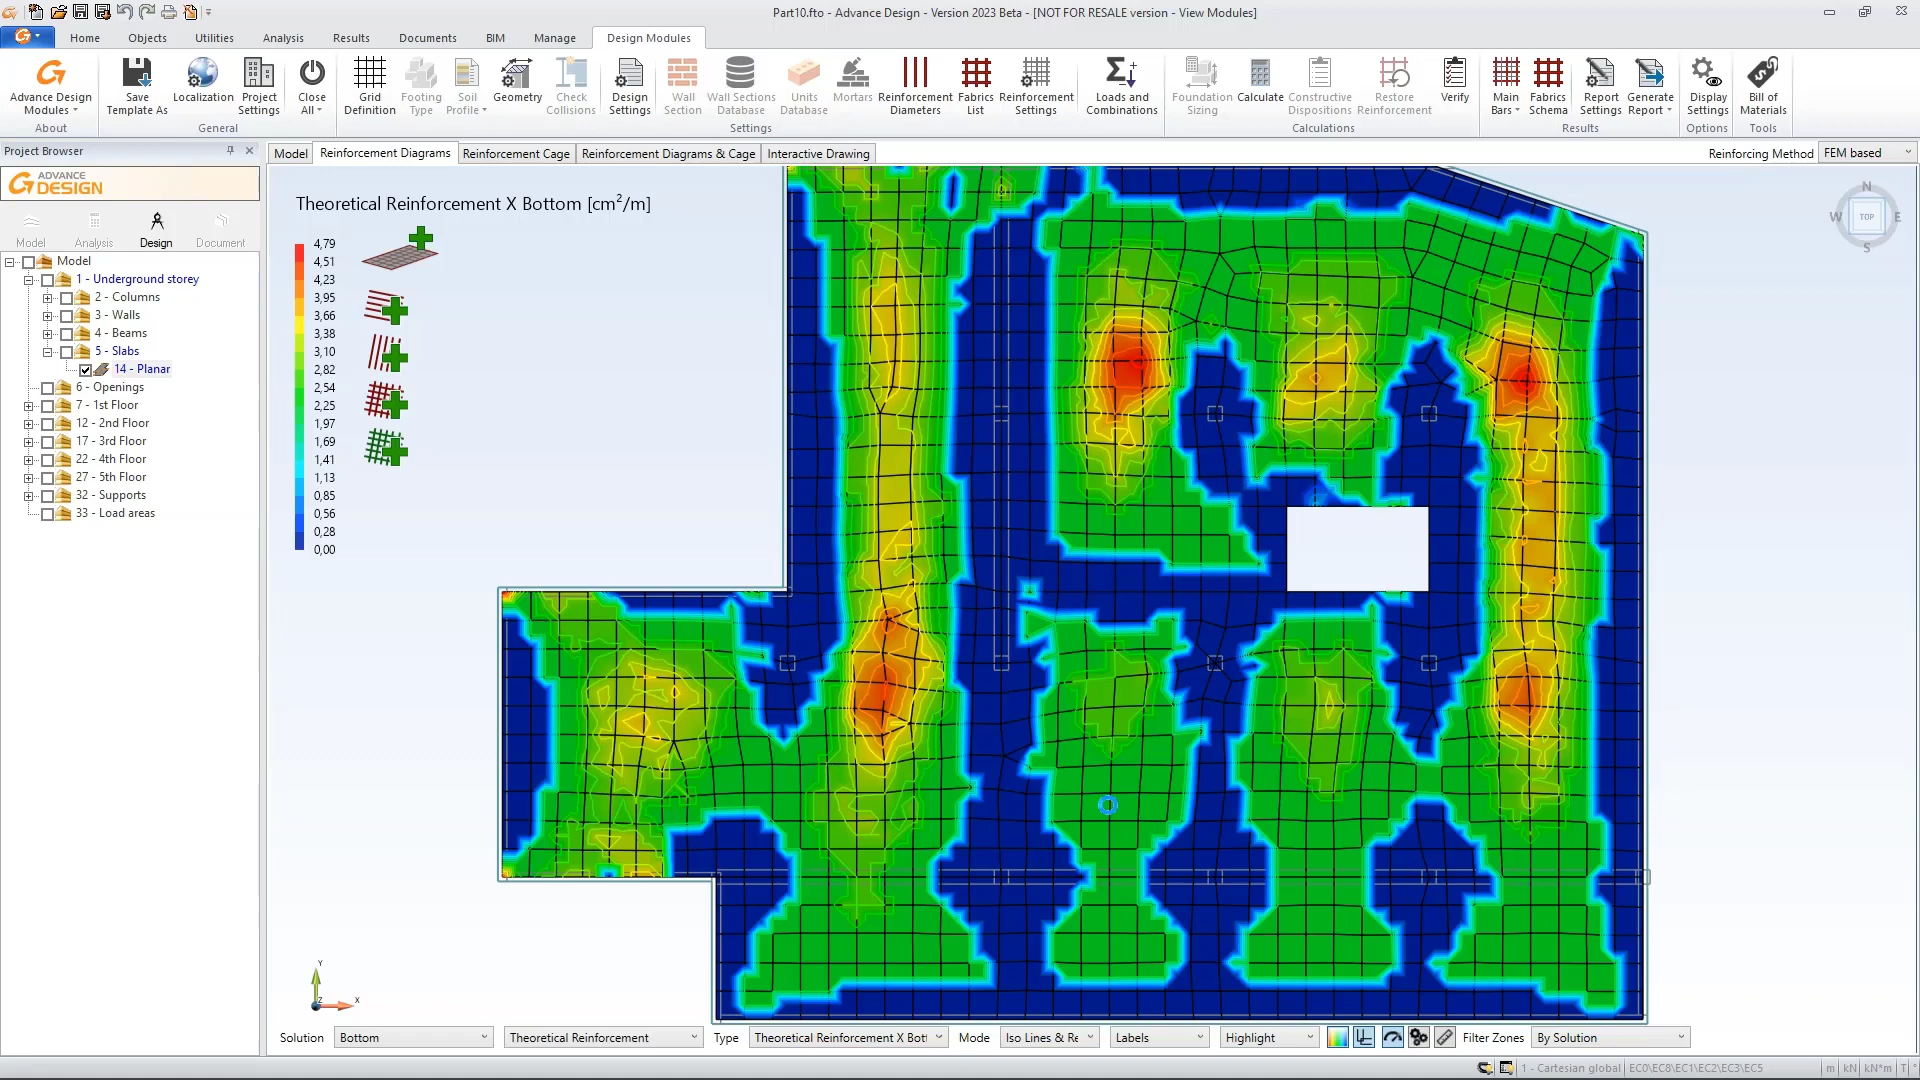 Part10.fto - Advance Design - Version 2023 Beta - [NOT FOR RESALE version - View Modules]
Home Objects Utilities Analysis Results Documents BIM Manage Design Modules
Advance Design Modules
Save Template As
Localization
Project Settings
Close All
Grid Definition
Footing Type
Soil Profile
Geometry
Check Collisions
Design Settings
Wall Section
Wall Sections Database
Units Database
Mortars
Reinforcement Diameters
Fabrics List
Reinforcement Settings
Loads and Combinations
Foundation Sizing
Calculate
Constructive Dispositions
Restore Reinforcement
Verify
Main Bars
Fabrics Schema
Report Settings
Generate Report
Display Settings
Bill of Materials
About General Settings Calculations Results Options Tools
Project Browser
Model Reinforcement Diagrams Reinforcement Cage Reinforcement Diagrams & Cage Interactive Drawing
Reinforcing Method FEM based
ADVANCE
DESIGN
Model Analysis Design Document
Model
1 - Underground storey
2 - Columns
3 - Walls
4 - Beams
5 - Slabs
14 - Planar
6 - Openings
7 - 1st Floor
12 - 2nd Floor
17 - 3rd Floor
22 - 4th Floor
27 - 5th Floor
32 - Supports
33 - Load areas
Theoretical Reinforcement X Bottom [cm²/m]
4,79
4,51
4,23
3,95
3,66
3,38
3,10
2,82
2,54
2,25
1,97
1,69
1,41
1,13
0,85
0,56
0,28
0,00
N
W TOP E
S
Y
Z X
Solution Bottom Theoretical Reinforcement Type Theoretical Reinforcement X Bot Mode Iso Lines & Re Labels Highlight Filter Zones By Solution
1 - Cartesian global EC0\EC8\EC1\EC2\EC3\EC5 m kN kN*m T °